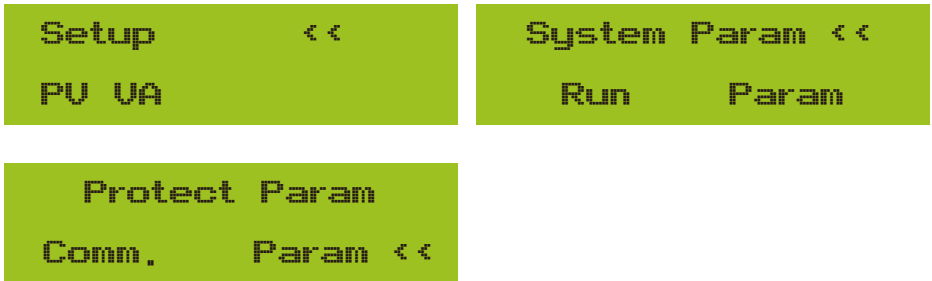 Setup <<
PV VA
System Param <<
Run Param
Protect Param
Comm. Param <<